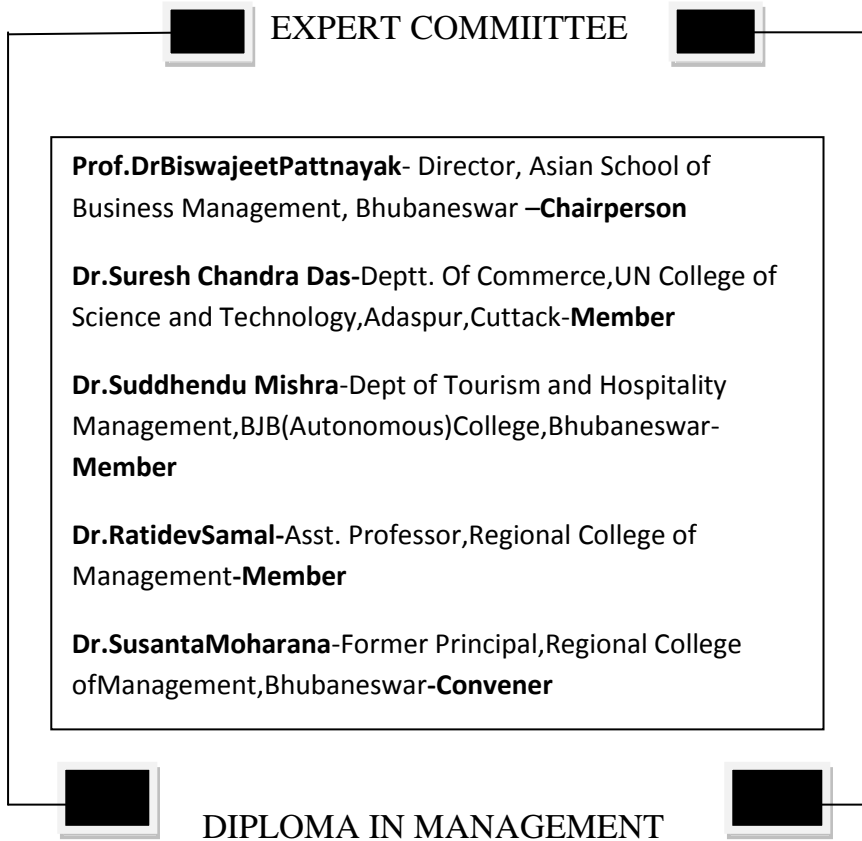 EXPERT COMMIITTEE
Prof.DrBiswajeetPattnayak- Director, Asian School of
Business Management, Bhubaneswar –Chairperson
Dr.Suresh Chandra Das-Deptt. Of Commerce,UN College of
Science and Technology,Adaspur,Cuttack-Member
Dr.Suddhendu Mishra-Dept of Tourism and Hospitality
Management,BJB(Autonomous)College,Bhubaneswar-
Member
Dr.RatidevSamal-Asst. Professor,Regional College of
Management-Member
Dr.SusantaMoharana-Former Principal,Regional College
ofManagement,Bhubaneswar-Convener
DIPLOMA IN MANAGEMENT